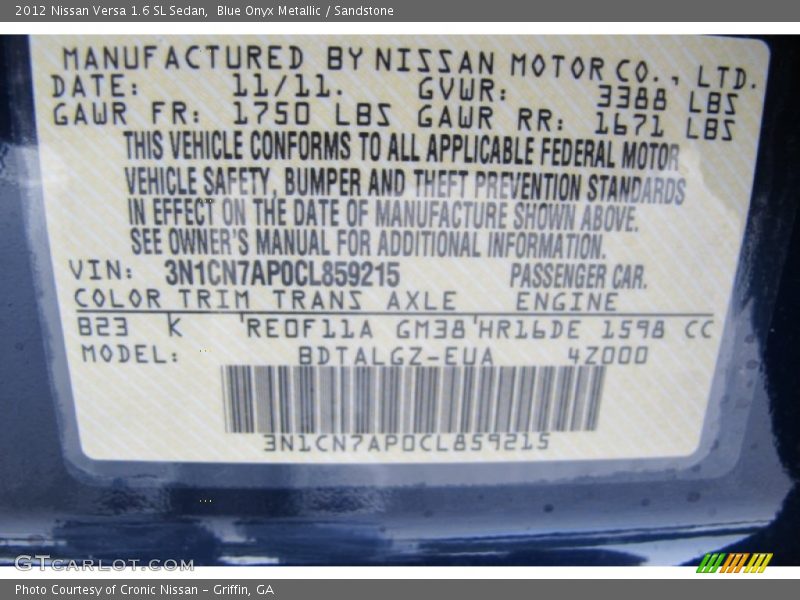 2012 Nissan Versa 1.6 SL Sedan,  Blue Onyx Metallic / Sandstone
MANUFACTURED BY NISSAN MOTOR CO., LTD.
DATE: 11/11. GVWR: 3388 LBS
GAWR FR: 1750 LBS GAWR RR: 1671 LBS
THIS VEHICLE CONFORMS TO ALL APPLICABLE FEDERAL MOTOR
VEHICLE SAFETY, BUMPER AND THEFT PREVENTION STANDARDS
IN EFFECT ON THE DATE OF MANUFACTURE SHOWN ABOVE.
SEE OWNER'S MANUAL FOR ADDITIONAL INFORMATION.
VIN: 3N1CN7AP0CL859215 PASSENGER CAR.
COLOR TRIM TRANS AXLE ENGINE
B23 K RE0F11A GM38 HR16DE 1598 CC
MODEL: BDTALGZ-EUA 4Z000
3N1CN7AP0CL859215
GTCARLOT.COM
Photo Courtesy of Cronic Nissan - Griffin, GA